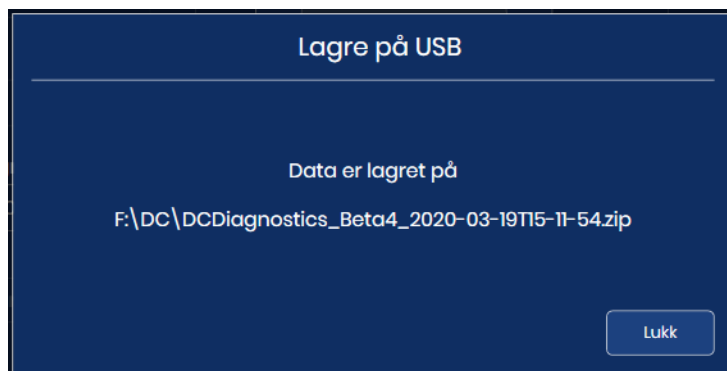 Lagre på USB
Data er lagret på
F:\DC\DCDiagnostics_Beta4_2020-03-19T15-11-54.zip
Lukk